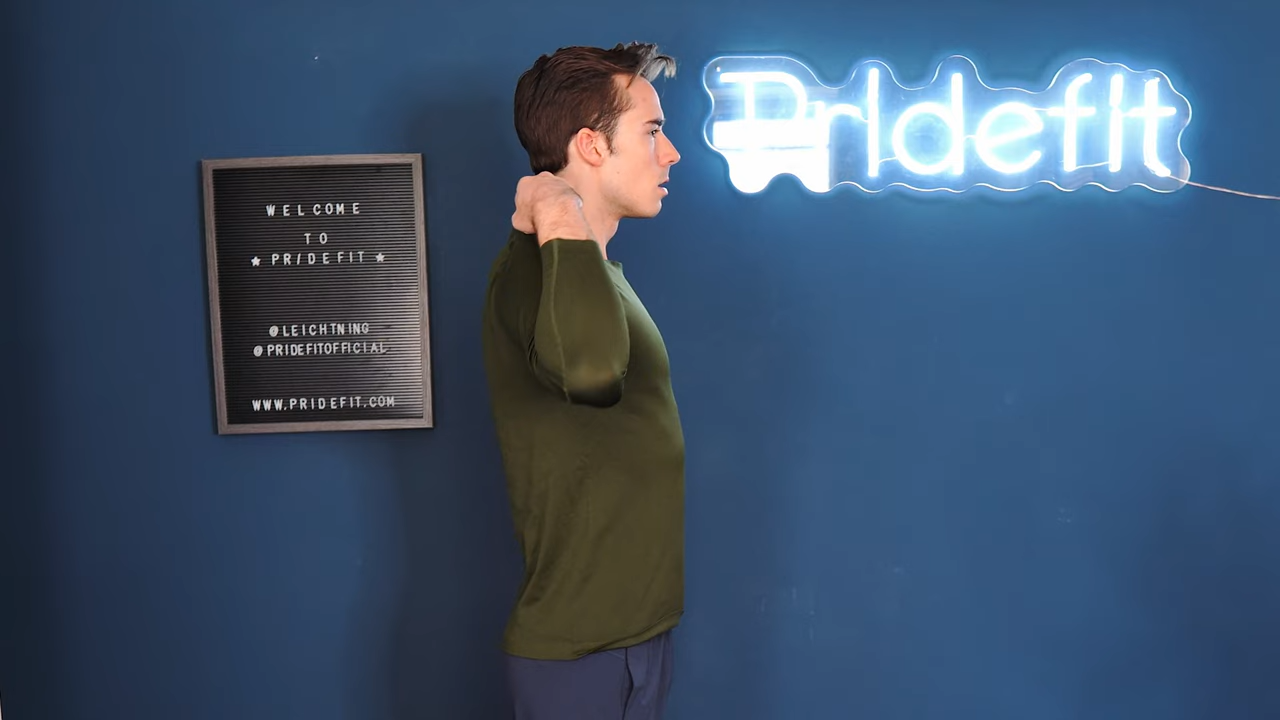 WELCOME
TO
★ PRIDEFIT ★
@LEICHTNING
@PRIDEFITOFFICIAL
WWW.PRIDEFIT.COM
Pridefit